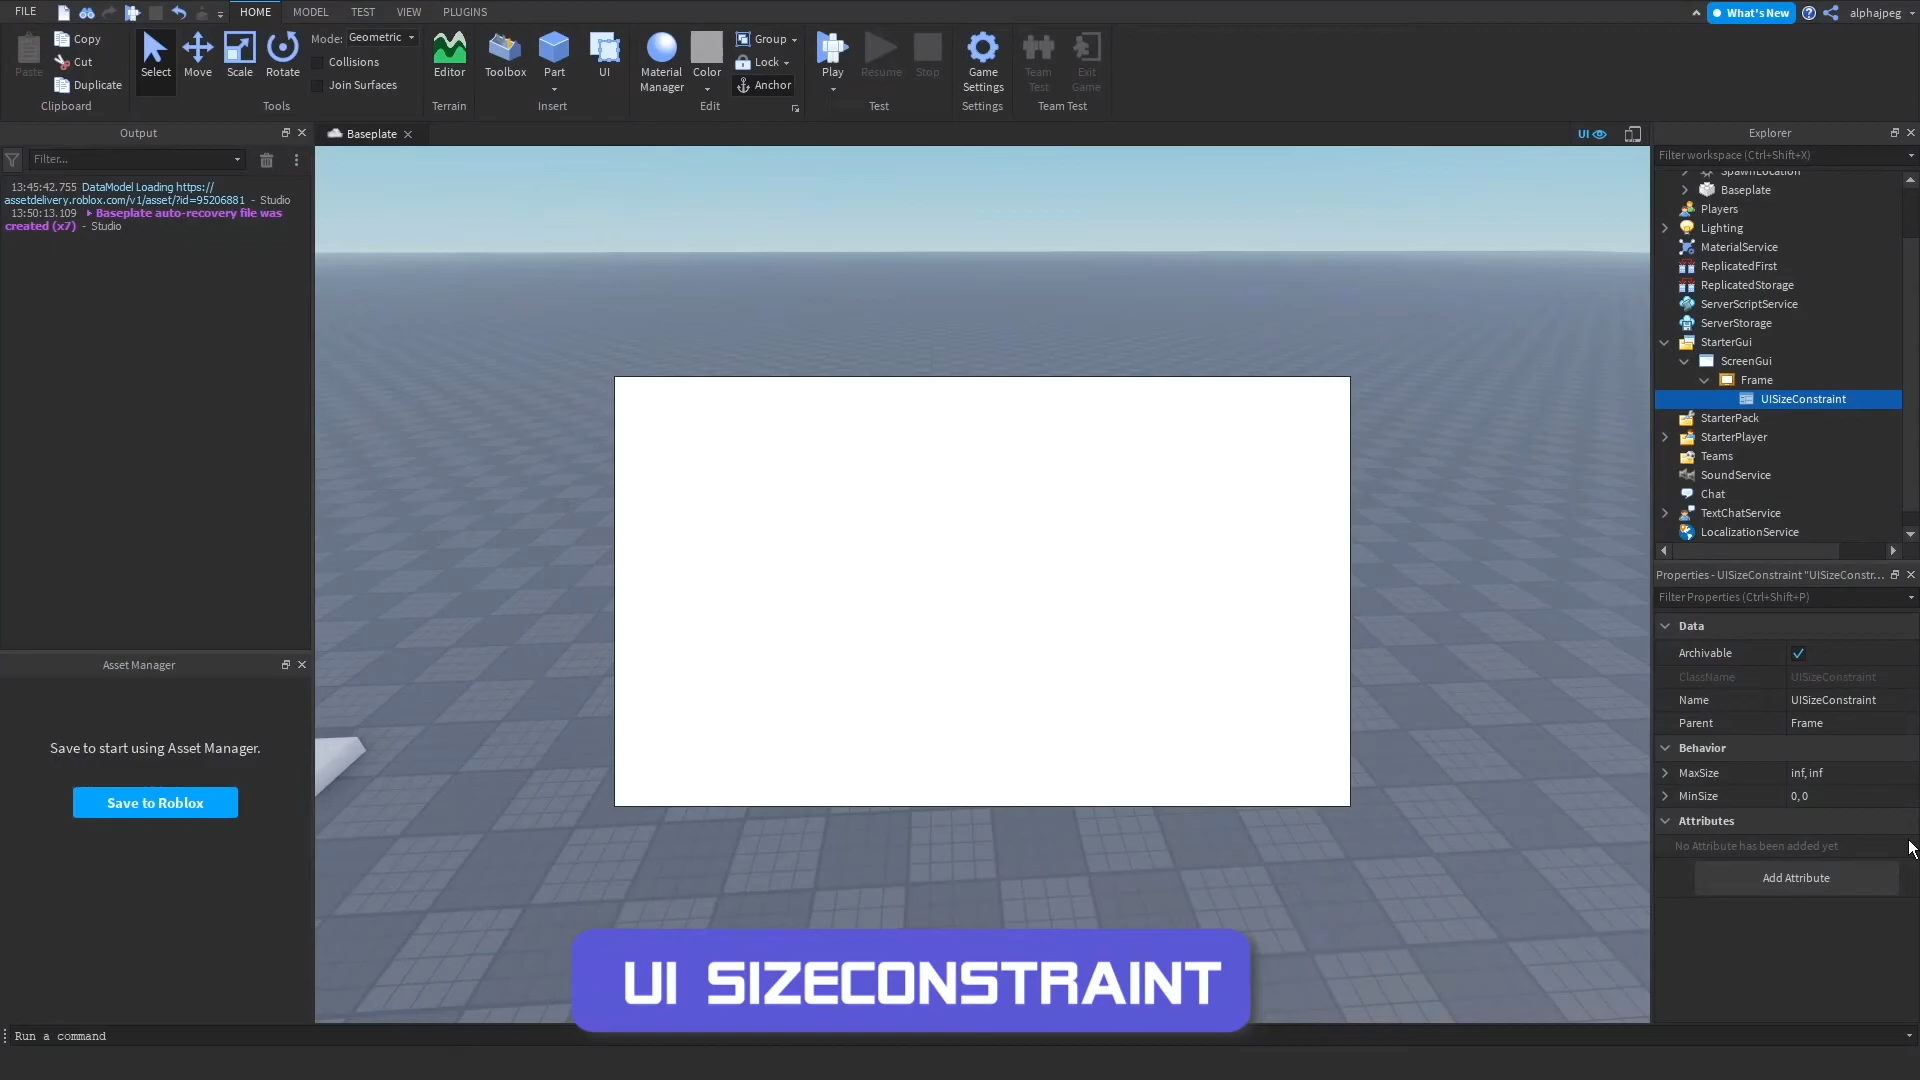 FILE
HOME
MODEL
TEST
VIEW
PLUGINS
What's New
alphajpeg
Paste
Copy
Cut
Duplicate
Clipboard
Select
Move
Scale
Rotate
Mode: Geometric
Collisions
Join Surfaces
Tools
Editor
Terrain
Toolbox
Part
UI
Insert
Material Manager
Color
Group
Lock
Anchor
Edit
Play
Resume
Stop
Test
Game Settings
Settings
Team Test
Exit Game
Team Test
Output
Filter...
13:45:42.755 DataModel Loading https://
assetdelivery.roblox.com/v1/asset/?id=95206881 - Studio
13:50:13.109 Baseplate auto-recovery file was
created (x7) - Studio
Asset Manager
Save to start using Asset Manager.
Save to Roblox
Baseplate
UI
UI SIZECONSTRAINT
Explorer
Filter workspace (Ctrl+Shift+X)
SpawnLocation
Baseplate
Players
Lighting
MaterialService
ReplicatedFirst
ReplicatedStorage
ServerScriptService
ServerStorage
StarterGui
ScreenGui
Frame
UISizeConstraint
StarterPack
StarterPlayer
Teams
SoundService
Chat
TextChatService
LocalizationService
Properties - UISizeConstraint "UISizeConstr...
Filter Properties (Ctrl+Shift+P)
Data
Archivable
ClassName UISizeConstraint
Name UISizeConstraint
Parent Frame
Behavior
MaxSize inf, inf
MinSize 0, 0
Attributes
No Attribute has been added yet
Add Attribute
Run a command